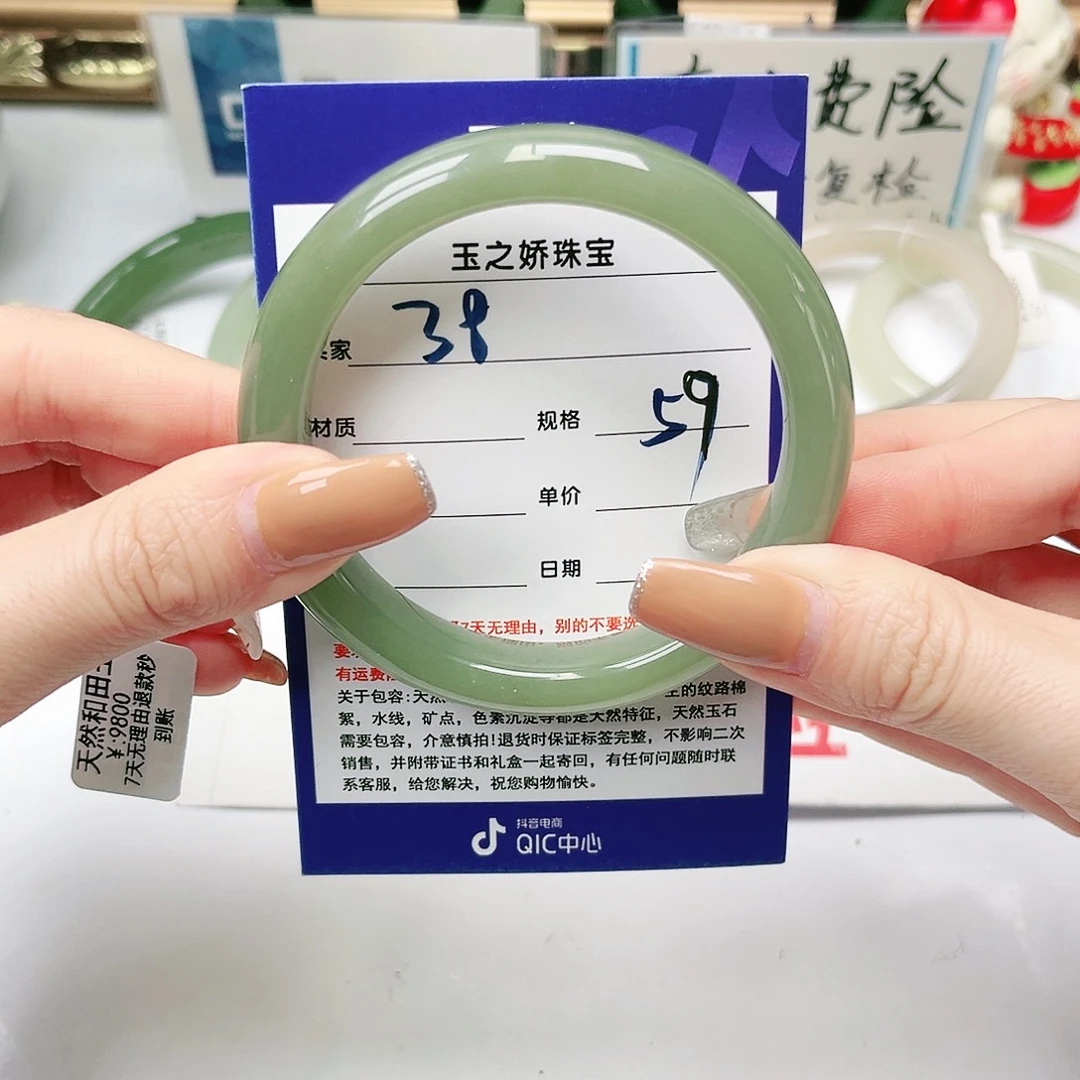 费险
复检
玉之娇珠宝
家 38
材质 规格 59
单价
日期
7天无理由，别的不要选
有运费
关于包容:天然 生的纹路棉
絮，水线，矿点，色素沉淀等都是天然特征，天然玉石
需要包容，介意慎拍!退货时保证标签完整，不影响二次
销售，并附带证书和礼盒一起寄回，有任何问题随时联
系客服，给您解决，祝您购物愉快。
抖音电商
QIC中心
天然和田玉
¥:9800
7天无理由退款秒
到账